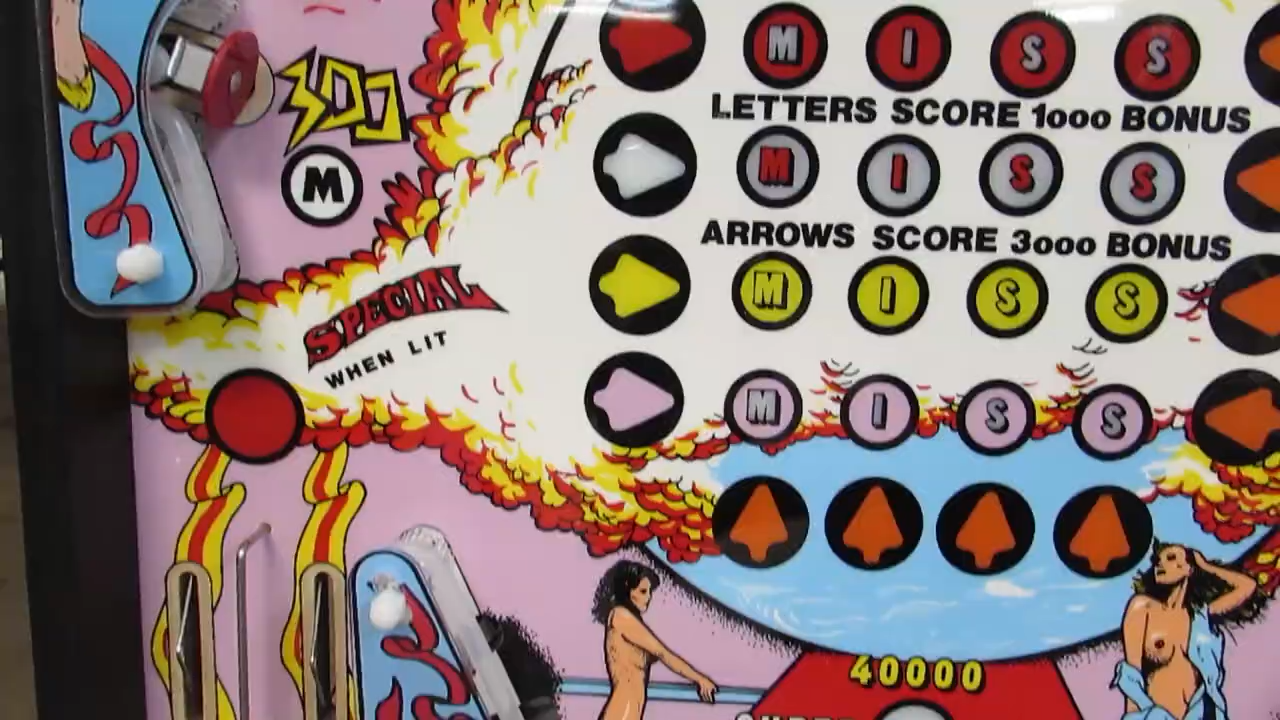 M I S S
LETTERS SCORE 1000 BONUS
M
M I S S
ARROWS SCORE 3000 BONUS
M I S S
SPECIAL
WHEN LIT
M I S S
40000